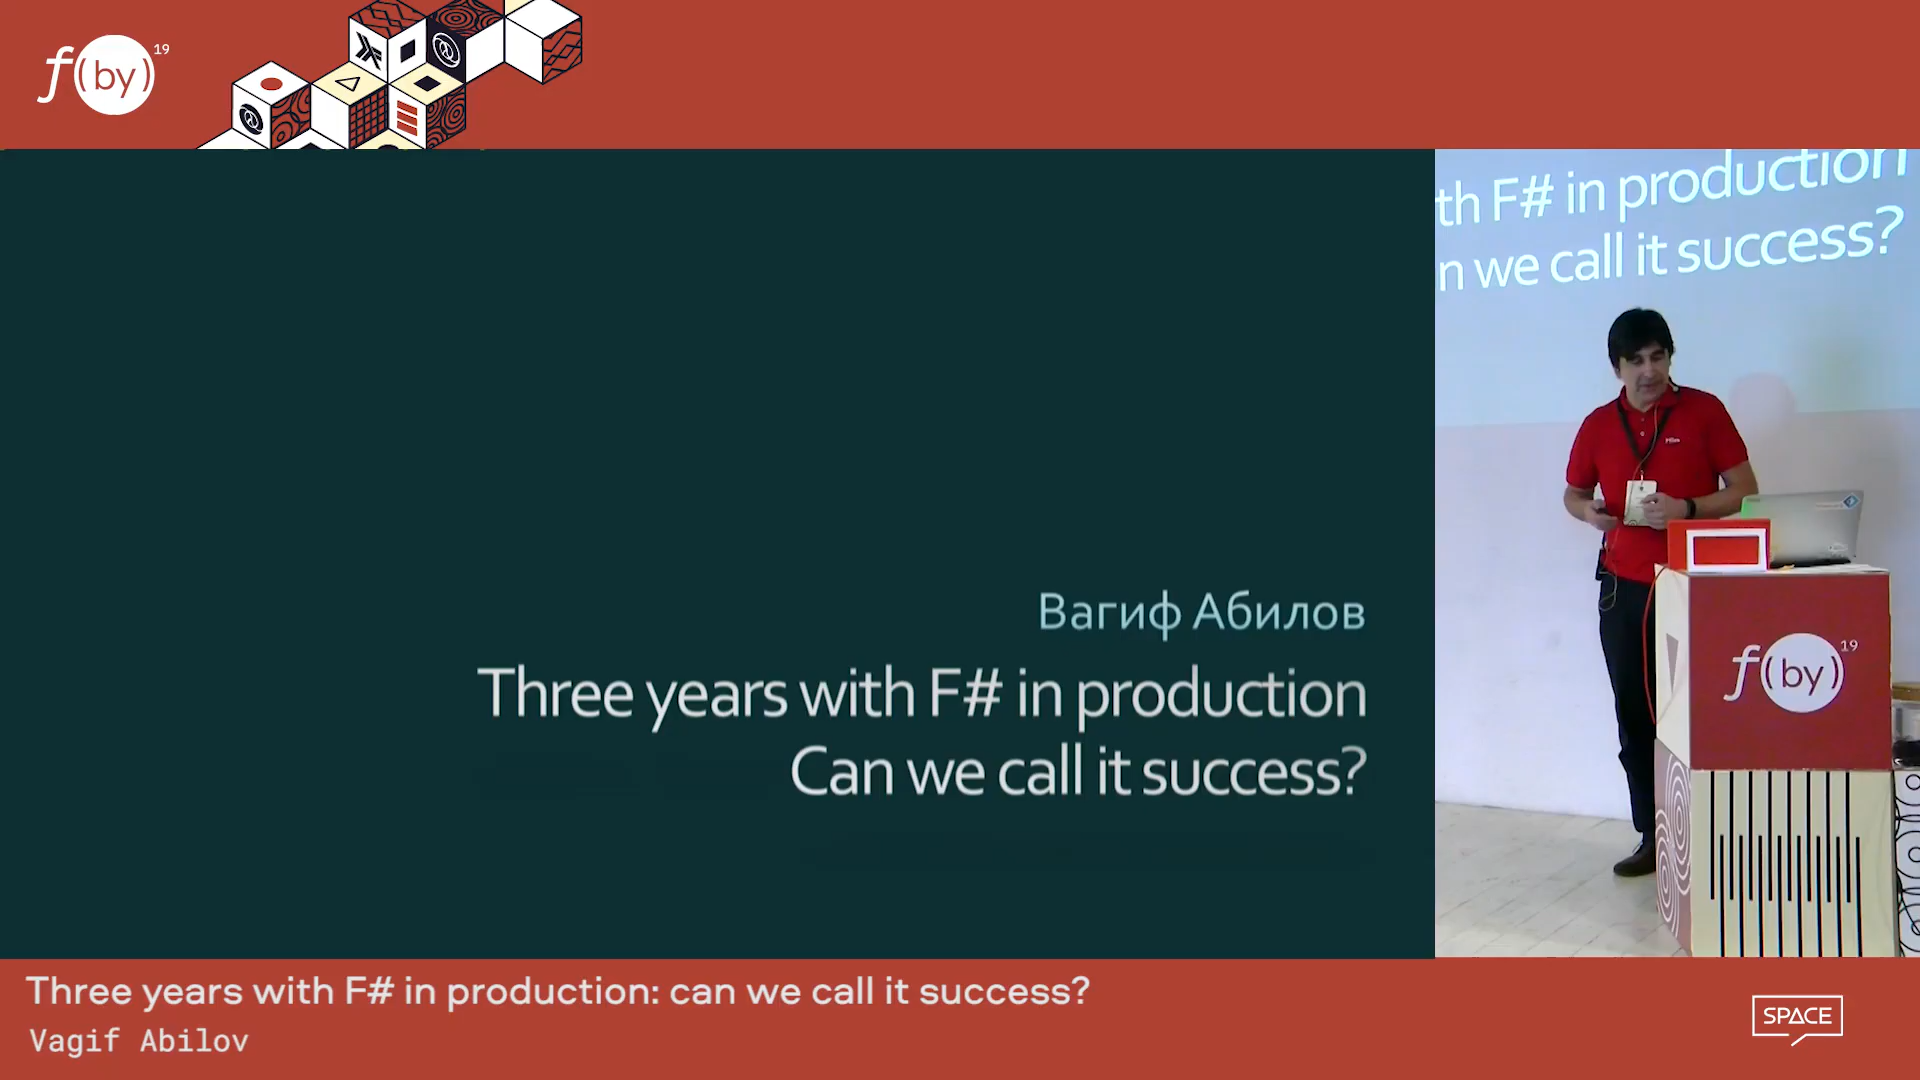 f(by) 19
th F# in production
n we call it success?
Вагиф Абилов
Three years with F# in production
Can we call it success?
f(by) 19
Three years with F# in production: can we call it success?
Vagif Abilov
SPACE